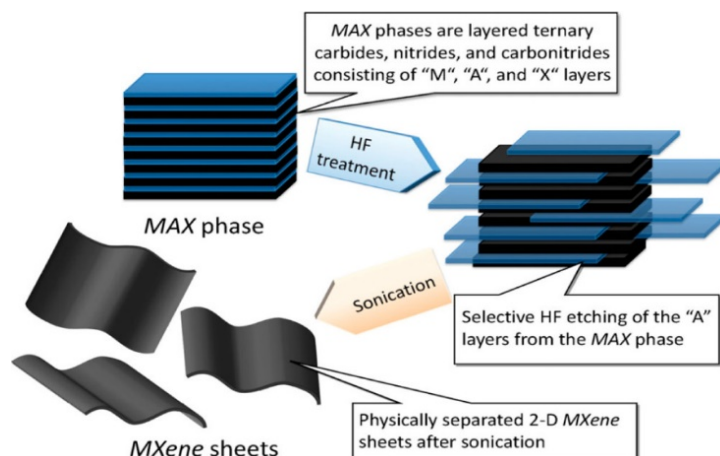 MAX phases are layered ternary
carbides, nitrides, and carbonitrides
consisting of “M“, “A“, and “X“ layers
HF
treatment
MAX phase
Sonication
Selective HF etching of the “A”
layers from the MAX phase
Physically separated 2-D MXene
sheets after sonication
MXene sheets